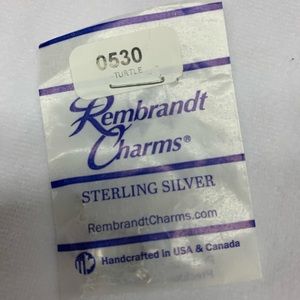 0530
TURTLE
Rembrandt
Charms®
STERLING SILVER
RembrandtCharms.com
Handcrafted in USA & Canada